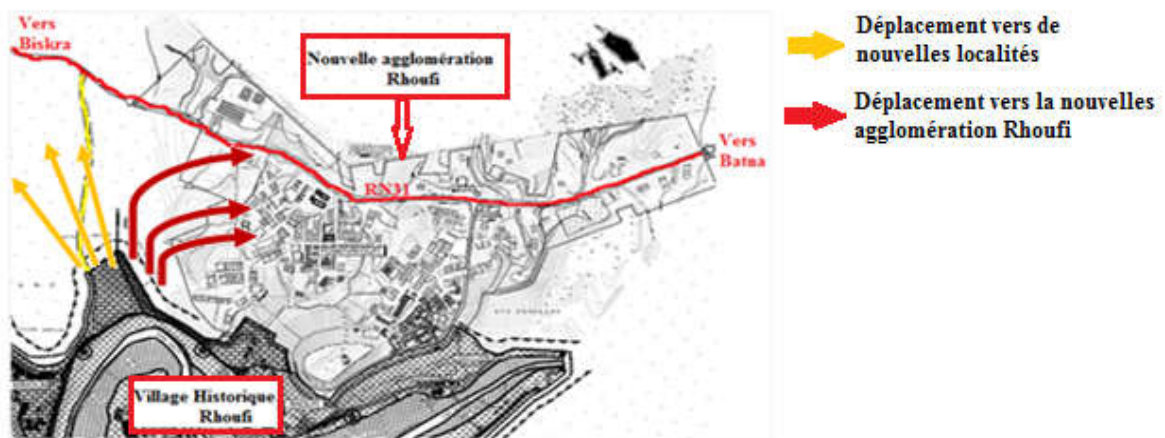 Vers
Biskra
Nouvelle agglomération
Rhoufi
Vers
Batna
RN31
Village Historique
Rhoufi
Déplacement vers de
nouvelles localités
Déplacement vers la nouvelles
agglomération Rhoufi